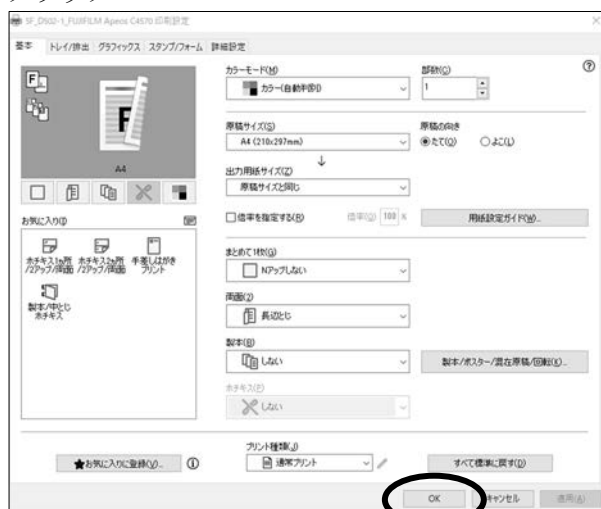 SF_DS02-1_FUJIFILM Apeos C4570 印刷設定
基本 トレイ/排出 グラフィックス スタンプ/フォーム 詳細設定
カラーモード(M) 部数(C)
カラー(自動判別) 1
原稿サイズ(S) 原稿の向き
A4 (210x297mm) たて(O) よこ(L)
出力用紙サイズ(Z)
A4
原稿サイズと同じ
お気に入り(I)
倍率を指定する(R) 倍率(Q) 100 % 用紙設定ガイド(W)...
ホチキス1ヵ所/2アップ/両面
ホチキス2ヵ所/2アップ/両面
手差しはがきプリント
製本/中とじホチキス
まとめて1枚(G)
Nアップしない
両面(2)
長辺とじ
製本(B)
しない 製本/ポスター/混在原稿/回転(K)...
ホチキス(P)
しない
プリント種類(J)
お気に入りに登録(V)... 通常プリント すべて標準に戻す(D)
OK キャンセル 適用(A)